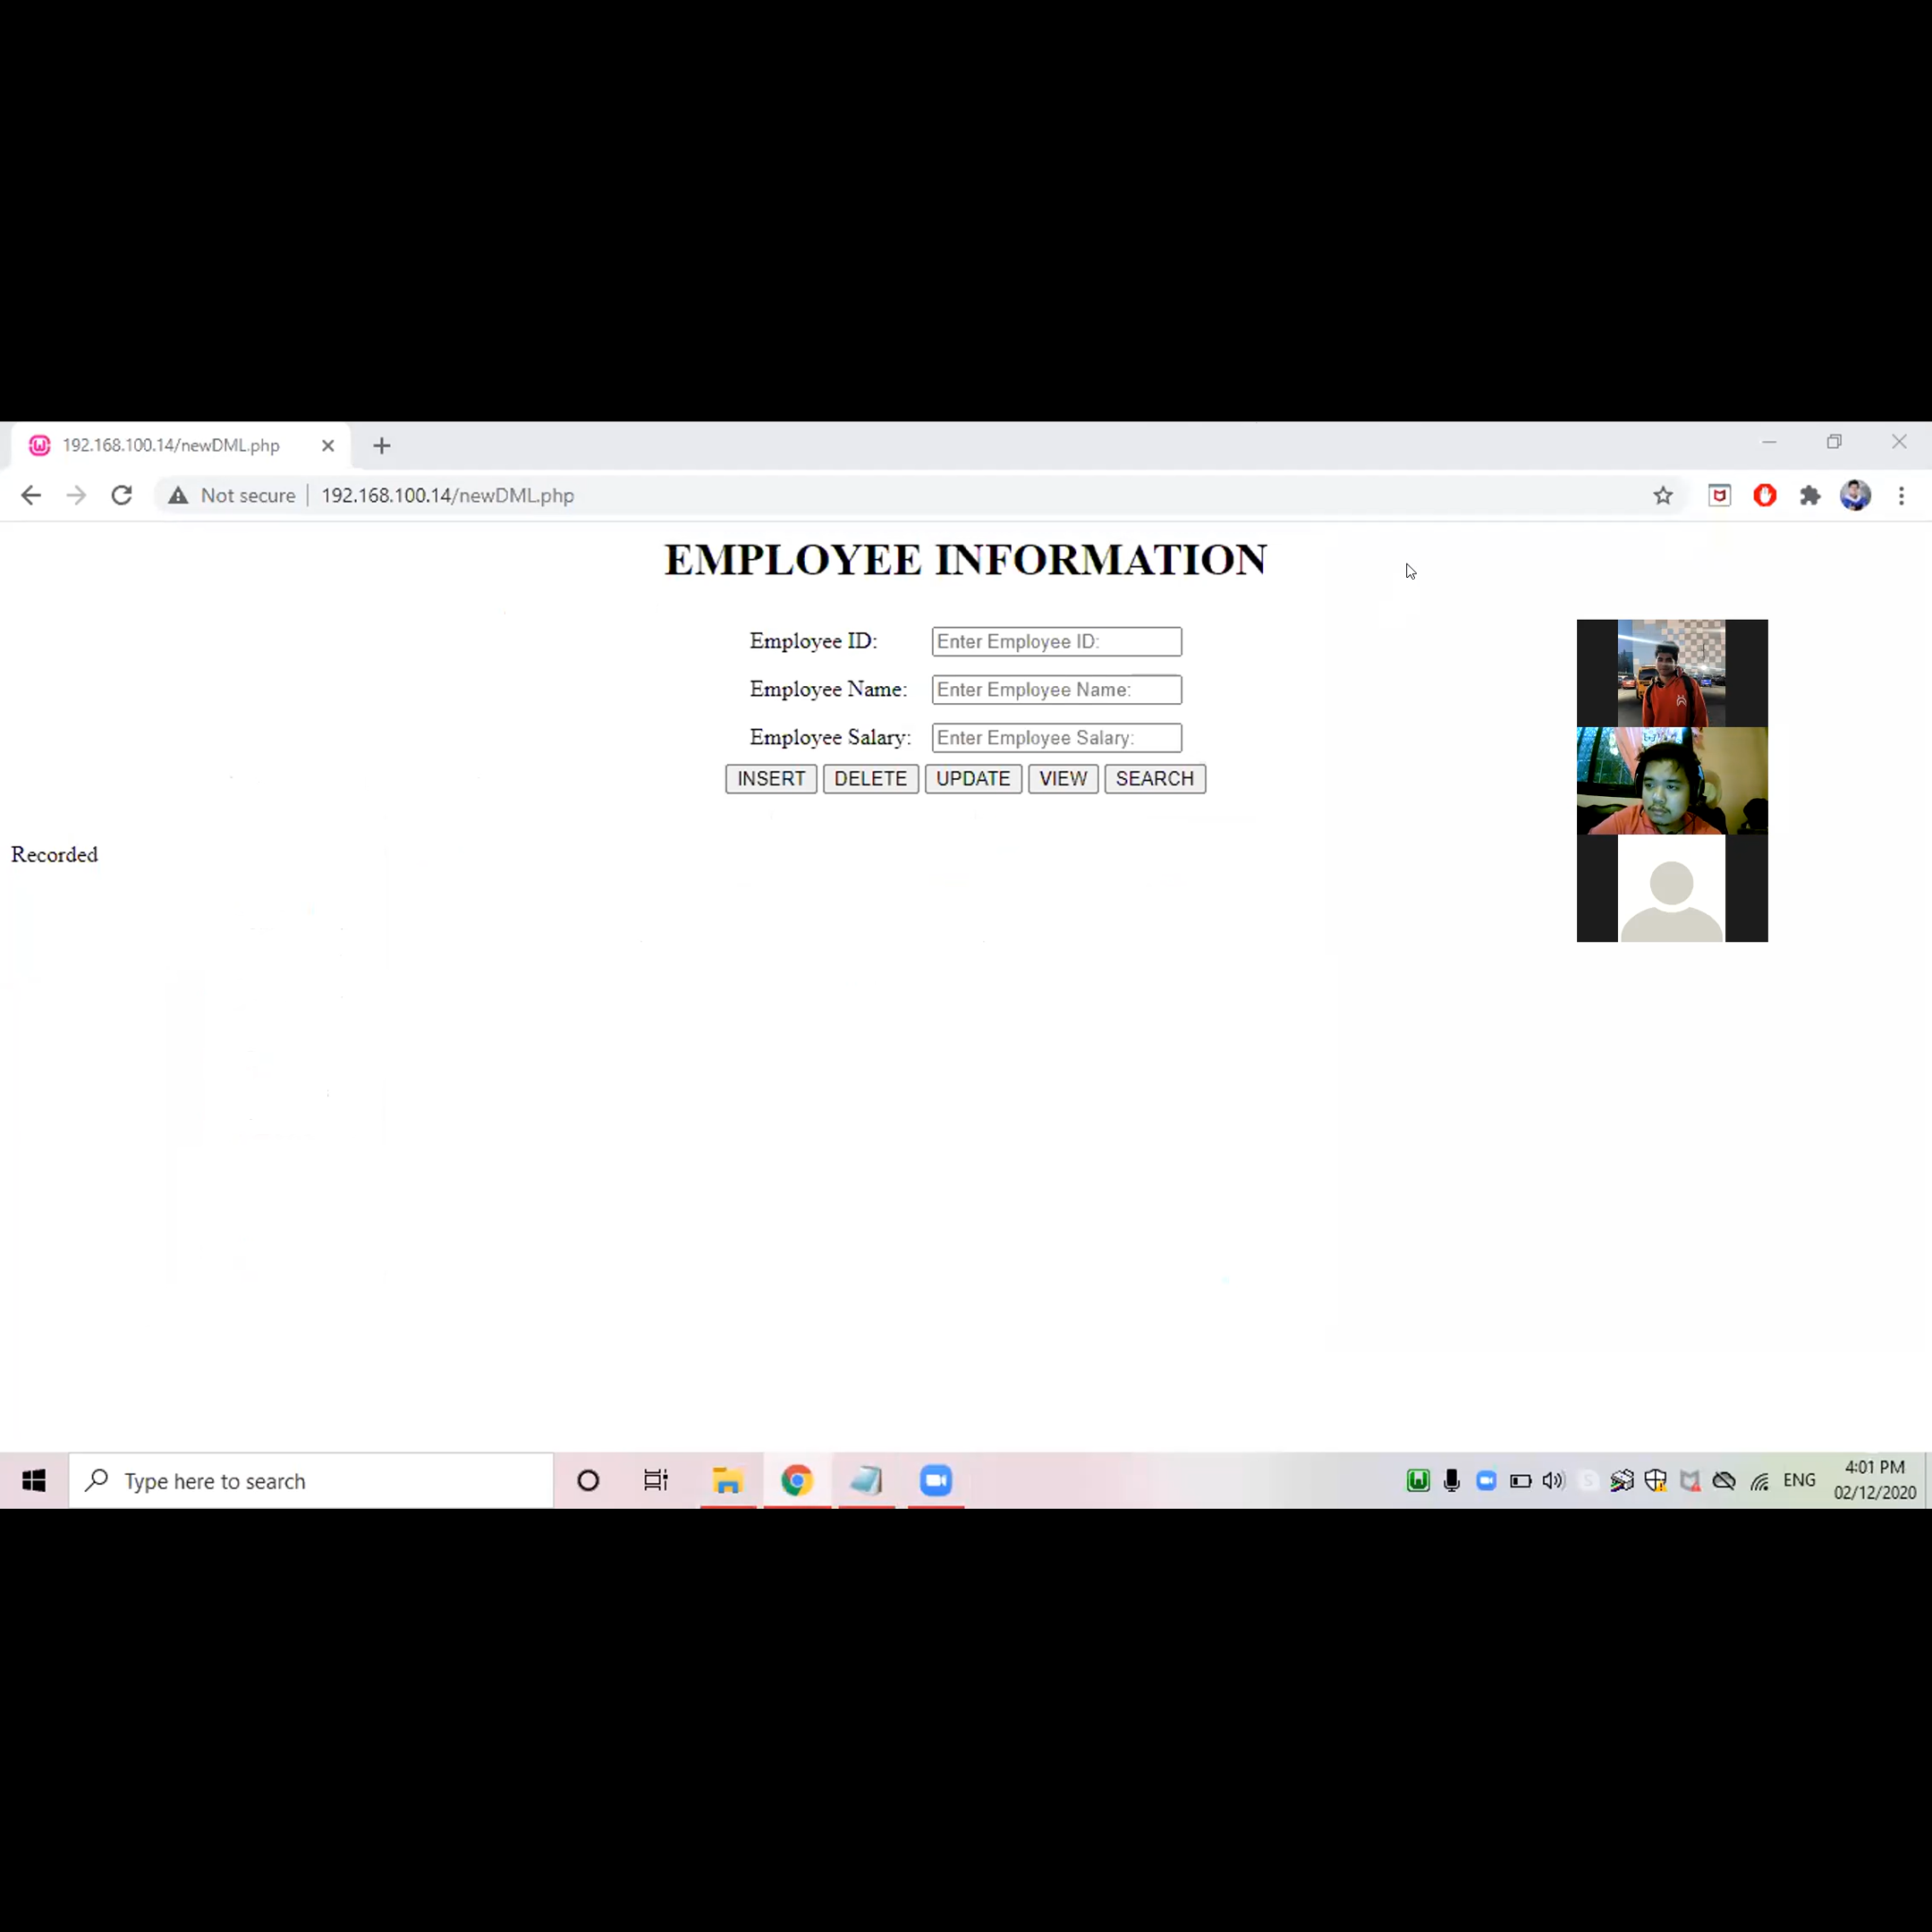 192.168.100.14/newDML.php
Not secure 192.168.100.14/newDML.php
EMPLOYEE INFORMATION
Employee ID: Enter Employee ID:
Employee Name: Enter Employee Name:
Employee Salary: Enter Employee Salary:
INSERT DELETE UPDATE VIEW SEARCH
Recorded
Type here to search
ENG
4:01 PM
02/12/2020